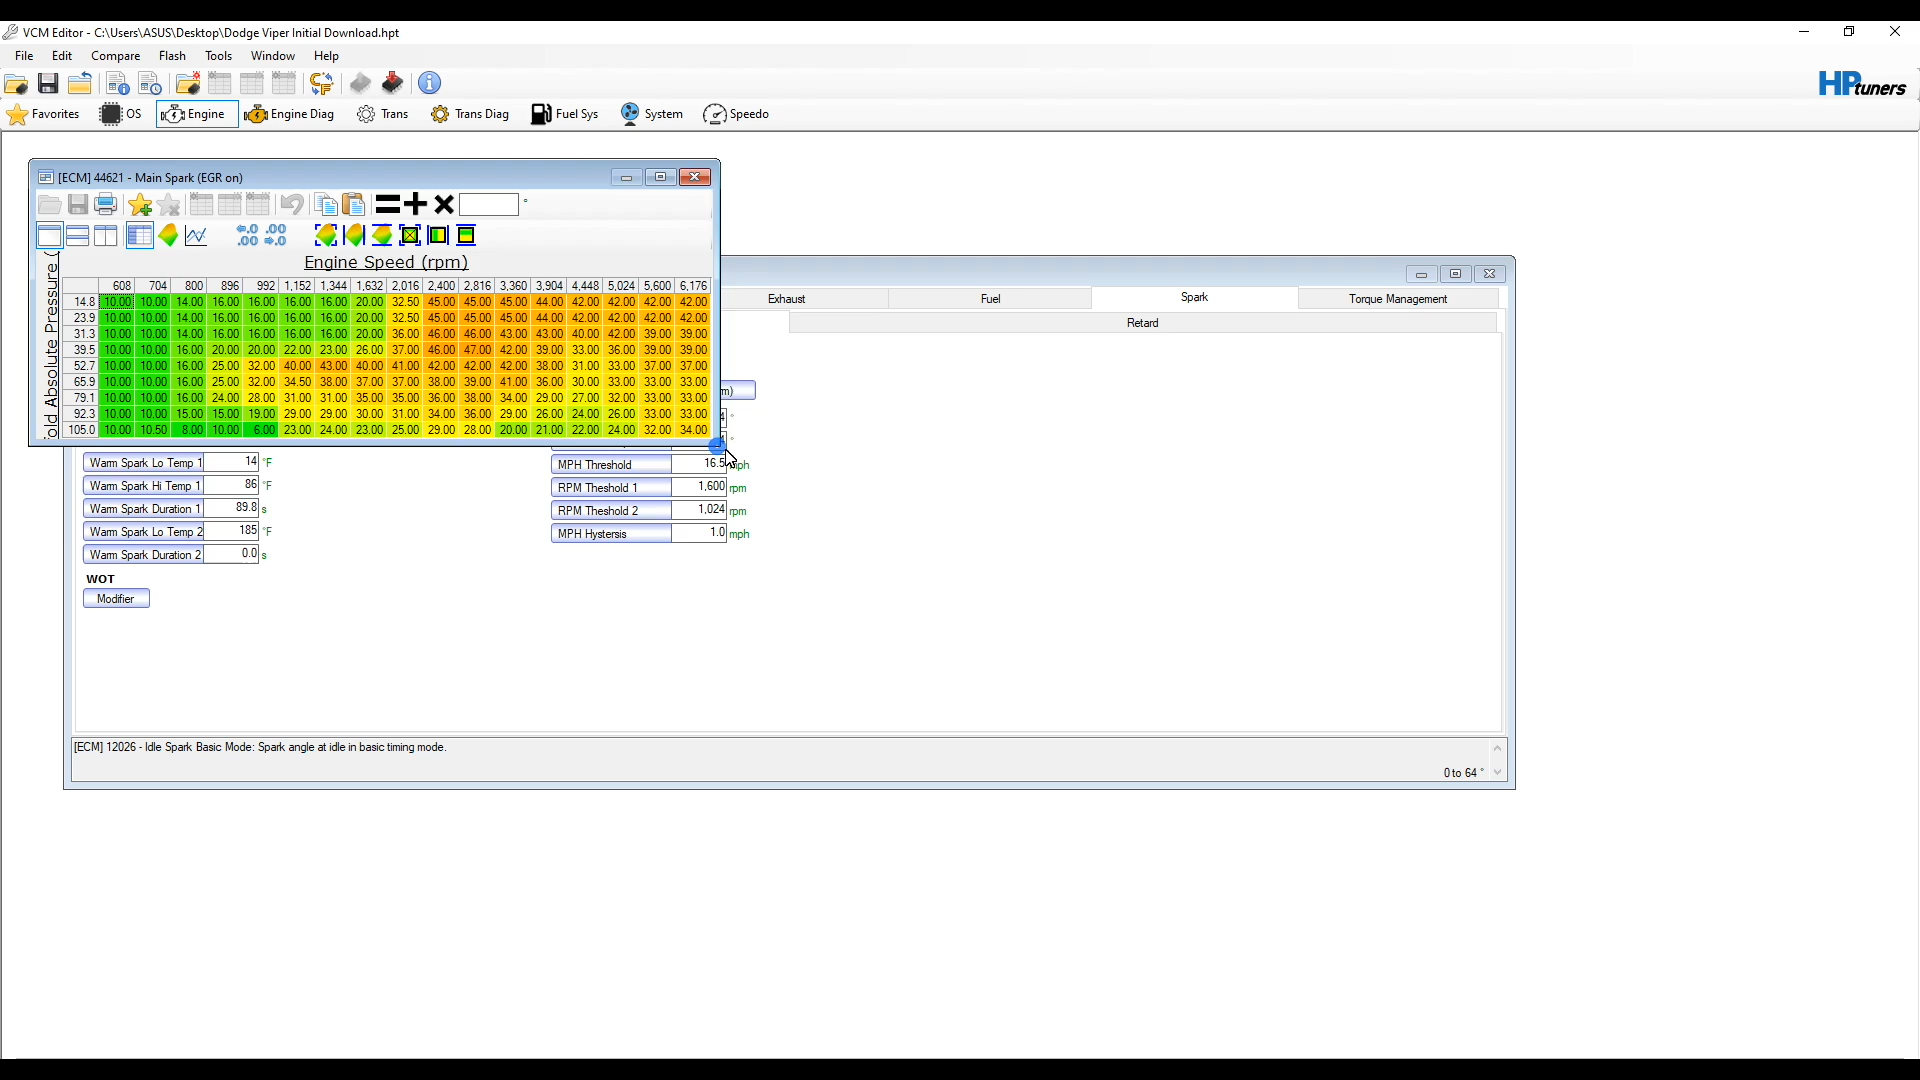 VCM Editor - C:\Users\ASUS\Desktop\Dodge Viper Initial Download.hpt
File Edit Compare Flash Tools Window Help
HPtuners
Favorites OS Engine Engine Diag Trans Trans Diag Fuel Sys System Speedo
[ECM] 44621 - Main Spark (EGR on)
°
.0 .00
.00 .0
Engine Speed (rpm)
old Absolute Pressure (
608 704 800 896 992 1,152 1,344 1,632 2,016 2,400 2,816 3,360 3,904 4,448 5,024 5,600 6,176
14.8 10.00 10.00 14.00 16.00 16.00 16.00 16.00 20.00 32.50 45.00 45.00 45.00 44.00 42.00 42.00 42.00 42.00
23.9 10.00 10.00 14.00 16.00 16.00 16.00 16.00 20.00 32.50 45.00 45.00 45.00 44.00 42.00 42.00 42.00 42.00
31.3 10.00 10.00 14.00 16.00 16.00 16.00 16.00 20.00 36.00 46.00 46.00 43.00 43.00 40.00 42.00 39.00 39.00
39.5 10.00 10.00 16.00 20.00 20.00 22.00 23.00 26.00 37.00 46.00 47.00 42.00 39.00 33.00 36.00 39.00 39.00
52.7 10.00 10.00 16.00 25.00 32.00 40.00 43.00 40.00 41.00 42.00 42.00 42.00 38.00 31.00 33.00 37.00 37.00
65.9 10.00 10.00 16.00 25.00 32.00 34.50 38.00 37.00 37.00 38.00 39.00 41.00 36.00 30.00 33.00 33.00 33.00
79.1 10.00 10.00 16.00 24.00 28.00 31.00 31.00 35.00 35.00 36.00 38.00 34.00 29.00 27.00 32.00 33.00 33.00
92.3 10.00 10.00 15.00 15.00 19.00 29.00 29.00 30.00 31.00 34.00 36.00 29.00 26.00 24.00 26.00 33.00 33.00
105.0 10.00 10.50 8.00 10.00 6.00 23.00 24.00 23.00 25.00 29.00 28.00 20.00 21.00 22.00 24.00 32.00 34.00
Exhaust Fuel Spark Torque Management
Retard
m)
4 °
4 °
Warm Spark Lo Temp 1 14 °F
Warm Spark Hi Temp 1 86 °F
Warm Spark Duration 1 89.8 s
Warm Spark Lo Temp 2 185 °F
Warm Spark Duration 2 0.0 s
WOT
Modifier
MPH Threshold 16.5 mph
RPM Theshold 1 1,600 rpm
RPM Theshold 2 1,024 rpm
MPH Hystersis 1.0 mph
[ECM] 12026 - Idle Spark Basic Mode: Spark angle at idle in basic timing mode.
0 to 64 °